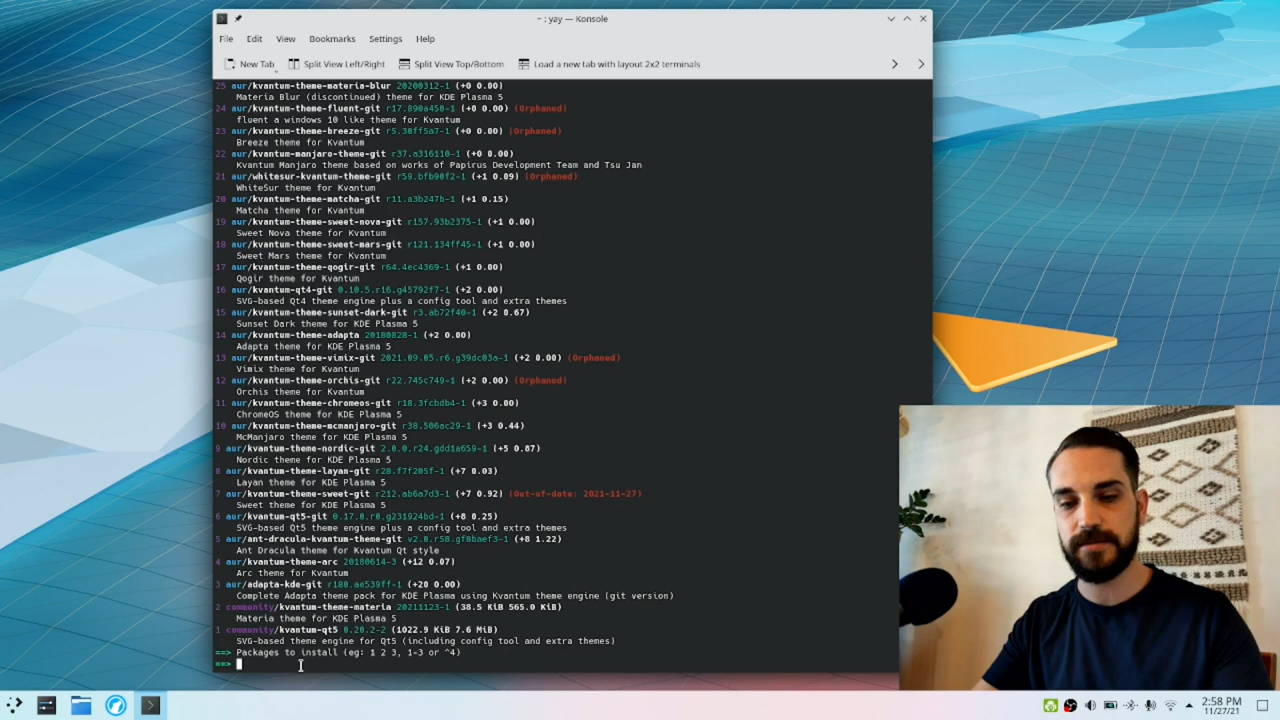 ~ : yay — Konsole
File Edit View Bookmarks Settings Help
New Tab Split View Left/Right Split View Top/Bottom Load a new tab with layout 2x2 terminals
25 aur/kvantum-theme-materia-blur 20200312-1 (+0 0.00)
Materia Blur (discontinued) theme for KDE Plasma 5
24 aur/kvantum-theme-fluent-git r17.890a450-1 (+0 0.00) (Orphaned)
fluent a windows 10 like theme for Kvantum
23 aur/kvantum-theme-breeze-git r5.38ff5a7-1 (+0 0.00) (Orphaned)
Breeze theme for Kvantum
22 aur/kvantum-manjaro-theme-git r37.a316110-1 (+0 0.00)
Kvantum Manjaro theme based on works of Papirus Development Team and Tsu Jan
21 aur/whitesur-kvantum-theme-git r59.bfb90f2-1 (+1 0.09) (Orphaned)
WhiteSur theme for Kvantum
20 aur/kvantum-theme-matcha-git r11.a3b247b-1 (+1 0.15)
Matcha theme for Kvantum
19 aur/kvantum-theme-sweet-nova-git r157.93b2375-1 (+1 0.00)
Sweet Nova theme for Kvantum
18 aur/kvantum-theme-sweet-mars-git r121.134ff45-1 (+1 0.00)
Sweet Mars theme for Kvantum
17 aur/kvantum-theme-qogir-git r64.4ec4369-1 (+1 0.00)
Qogir theme for Kvantum
16 aur/kvantum-qt4-git 0.10.5.r16.g45792f7-1 (+2 0.00)
SVG-based Qt4 theme engine plus a config tool and extra themes
15 aur/kvantum-theme-sunset-dark-git r3.ab72f40-1 (+2 0.67)
Sunset Dark theme for KDE Plasma 5
14 aur/kvantum-theme-adapta 20180828-1 (+2 0.00)
Adapta theme for KDE Plasma 5
13 aur/kvantum-theme-vimix-git 2021.09.05.r6.g39dc03a-1 (+2 0.00) (Orphaned)
Vimix theme for Kvantum
12 aur/kvantum-theme-orchis-git r22.745c749-1 (+2 0.00) (Orphaned)
Orchis theme for Kvantum
11 aur/kvantum-theme-chromeos-git r18.3fcbdb4-1 (+3 0.00)
ChromeOS theme for KDE Plasma 5
10 aur/kvantum-theme-mcmanjaro-git r38.506ac29-1 (+3 0.44)
McManjaro theme for KDE Plasma 5
9 aur/kvantum-theme-nordic-git 2.0.0.r24.gdd1a659-1 (+5 0.87)
Nordic theme for KDE Plasma 5
8 aur/kvantum-theme-layan-git r28.f7f205f-1 (+7 0.03)
Layan theme for KDE Plasma 5
7 aur/kvantum-theme-sweet-git r212.ab6a7d3-1 (+7 0.92) (Out-of-date: 2021-11-27)
Sweet theme for KDE Plasma 5
6 aur/kvantum-qt5-git 0.17.0.r0.g231924bd-1 (+8 0.25)
SVG-based Qt5 theme engine plus a config tool and extra themes
5 aur/ant-dracula-kvantum-theme-git v2.0.r58.gf8baef3-1 (+8 1.22)
Ant Dracula theme for Kvantum Qt style
4 aur/kvantum-theme-arc 20180614-3 (+12 0.07)
Arc theme for Kvantum
3 aur/adapta-kde-git r180.ae539ff-1 (+20 0.00)
Complete Adapta theme pack for KDE Plasma using Kvantum theme engine (git version)
2 community/kvantum-theme-materia 20211123-1 (38.5 KiB 565.0 KiB)
Materia theme for KDE Plasma 5
1 community/kvantum-qt5 0.20.2-2 (1022.9 KiB 7.6 MiB)
SVG-based theme engine for Qt5 (including config tool and extra themes)
==> Packages to install (eg: 1 2 3, 1-3 or ^4)
==>
2:58 PM
11/27/21